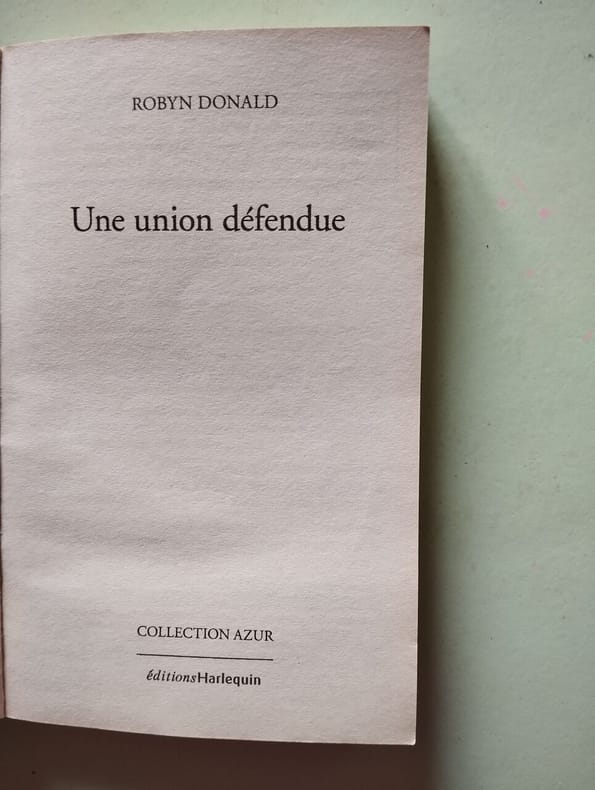 ROBYN DONALD
Une union défendue
COLLECTION AZUR
éditionsHarlequin